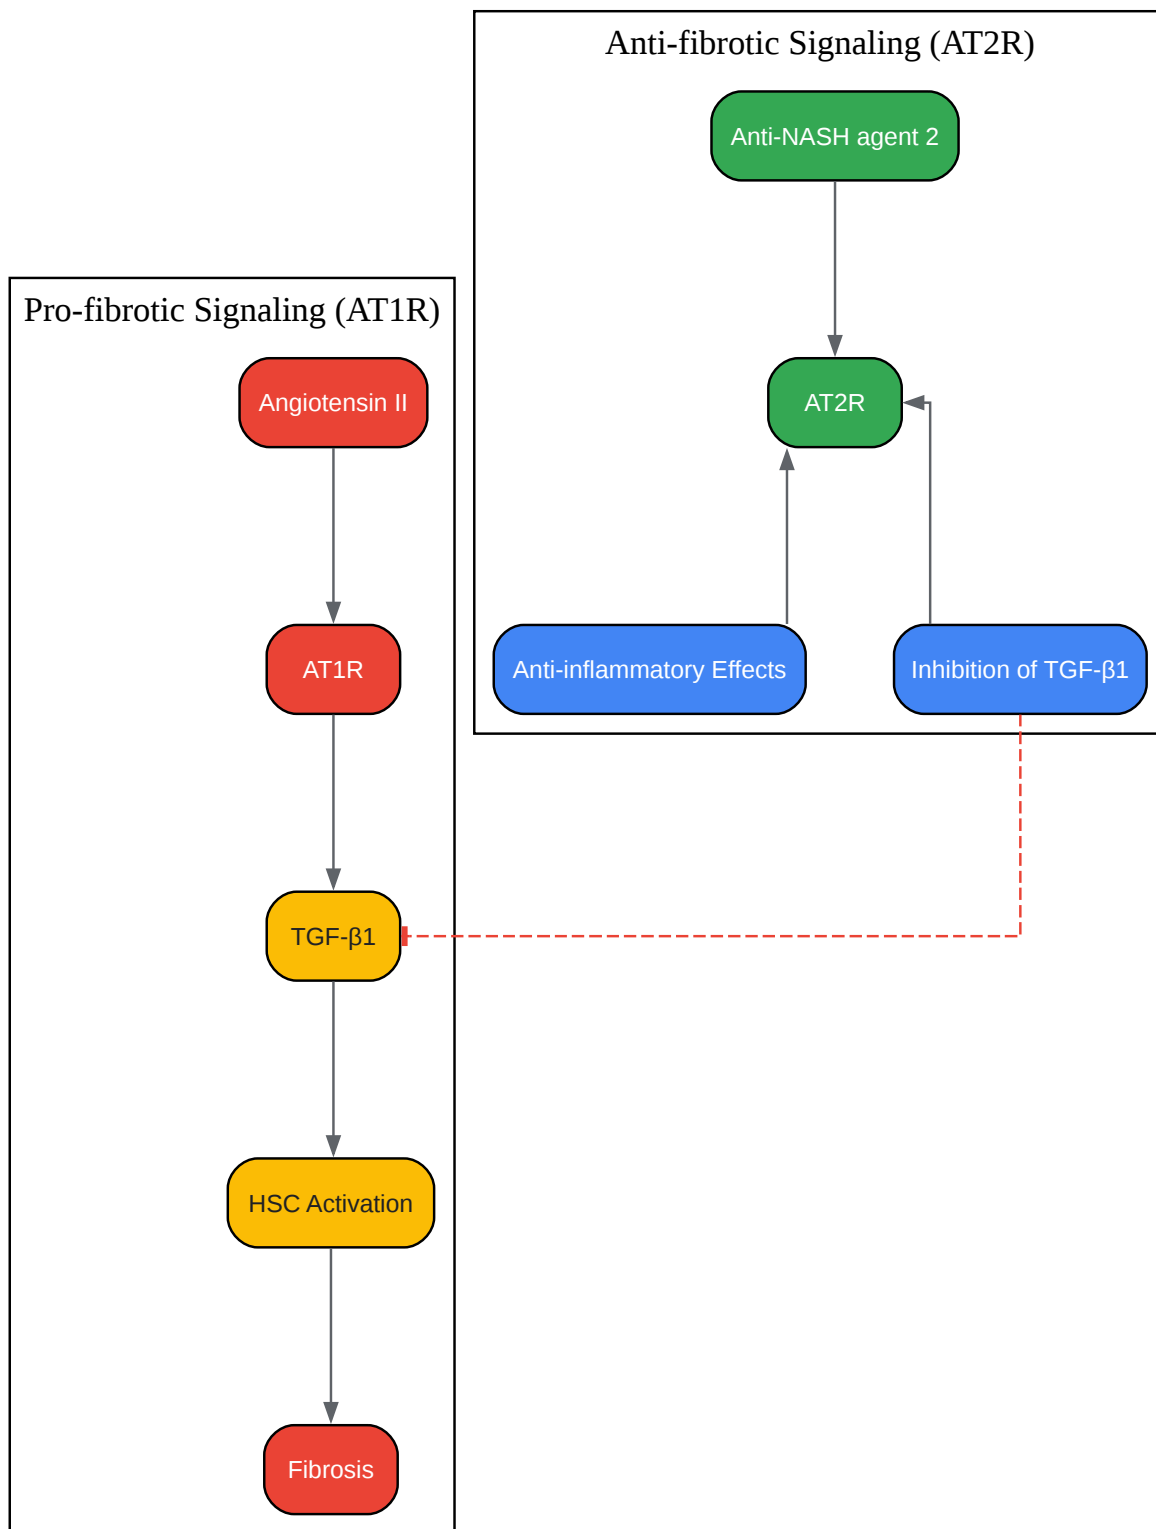 Anti-fibrotic Signaling (AT2R)
Anti-NASH agent 2
Pro-fibrotic Signaling (AT1R)
Angiotensin II
AT2R
AT1R
Anti-inflammatory Effects
Inhibition of TGF-β1
TGF-β1
HSC Activation
Fibrosis